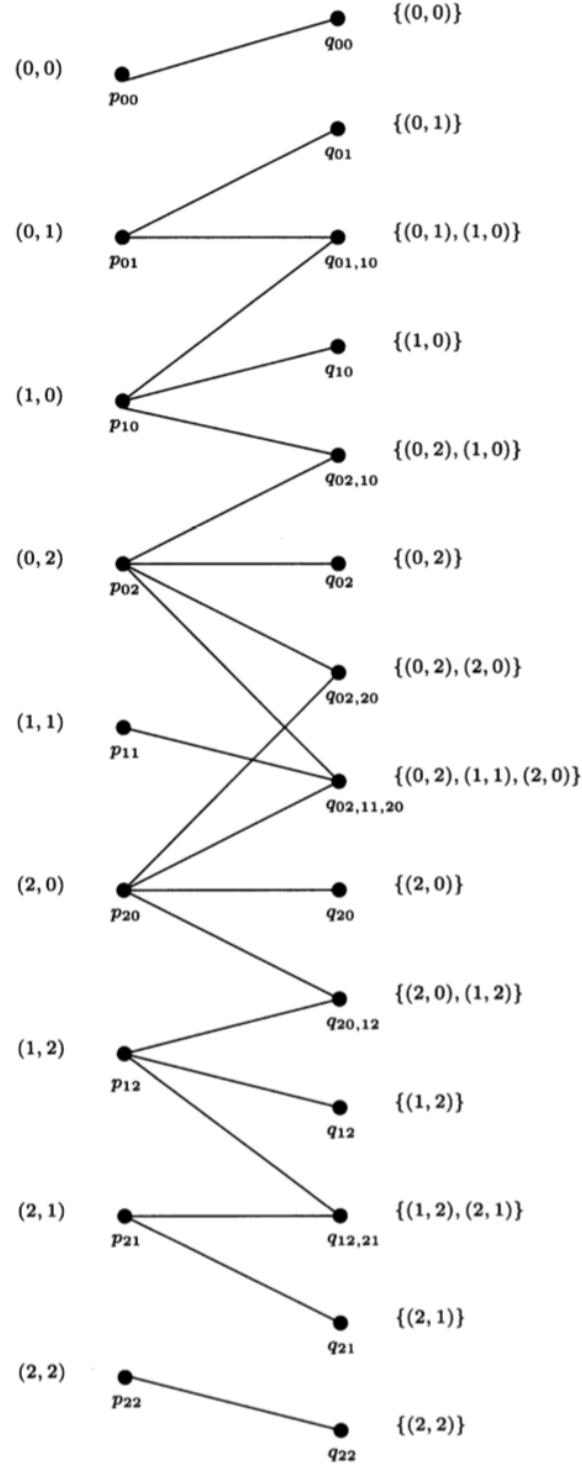 {(0, 0)}
q00
(0, 0)
p00
{(0, 1)}
q01
(0, 1)
p01
{(0, 1), (1, 0)}
q01,10
{(1, 0)}
q10
(1, 0)
p10
{(0, 2), (1, 0)}
q02,10
(0, 2)
p02
{(0, 2)}
q02
{(0, 2), (2, 0)}
q02,20
(1, 1)
p11
{(0, 2), (1, 1), (2, 0)}
q02,11,20
(2, 0)
p20
{(2, 0)}
q20
{(2, 0), (1, 2)}
q20,12
(1, 2)
p12
{(1, 2)}
q12
(2, 1)
p21
{(1, 2), (2, 1)}
q12,21
{(2, 1)}
q21
(2, 2)
p22
{(2, 2)}
q22